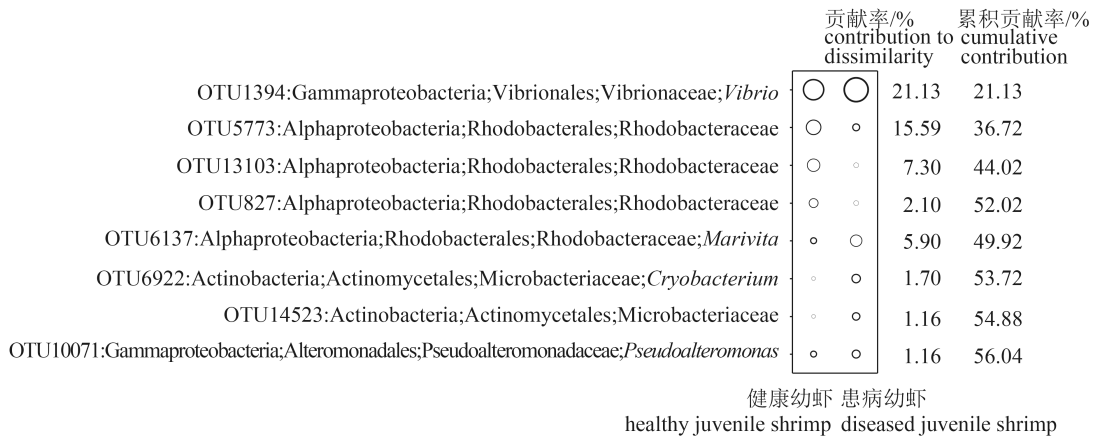 贡献率/% 累积贡献率/%
contribution to cumulative
dissimilarity contribution
OTU1394:Gammaproteobacteria;Vibrionales;Vibrionaceae;Vibrio 21.13 21.13
OTU5773:Alphaproteobacteria;Rhodobacterales;Rhodobacteraceae 15.59 36.72
OTU13103:Alphaproteobacteria;Rhodobacterales;Rhodobacteraceae 7.30 44.02
OTU827:Alphaproteobacteria;Rhodobacterales;Rhodobacteraceae 2.10 52.02
OTU6137:Alphaproteobacteria;Rhodobacterales;Rhodobacteraceae;Marivita 5.90 49.92
OTU6922:Actinobacteria;Actinomycetales;Microbacteriaceae;Cryobacterium 1.70 53.72
OTU14523:Actinobacteria;Actinomycetales;Microbacteriaceae 1.16 54.88
OTU10071:Gammaproteobacteria;Alteromonadales;Pseudoalteromonadaceae;Pseudoalteromonas 1.16 56.04
健康幼虾 患病幼虾
healthy juvenile shrimp diseased juvenile shrimp